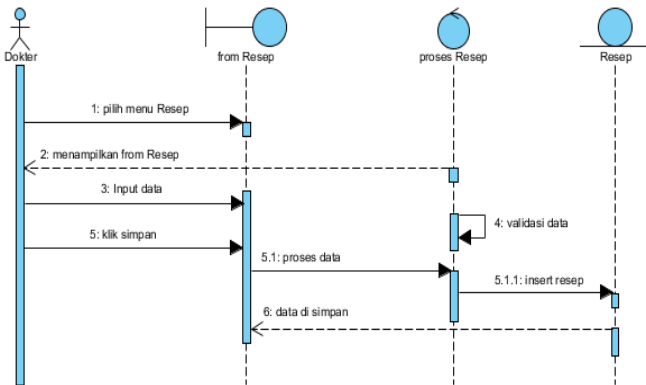 Dokter
from Resep
proses Resep
Resep
1: pilih menu Resep
2: menampilkan from Resep
3: Input data
4: validasi data
5: klik simpan
5.1: proses data
5.1.1: insert resep
6: data di simpan